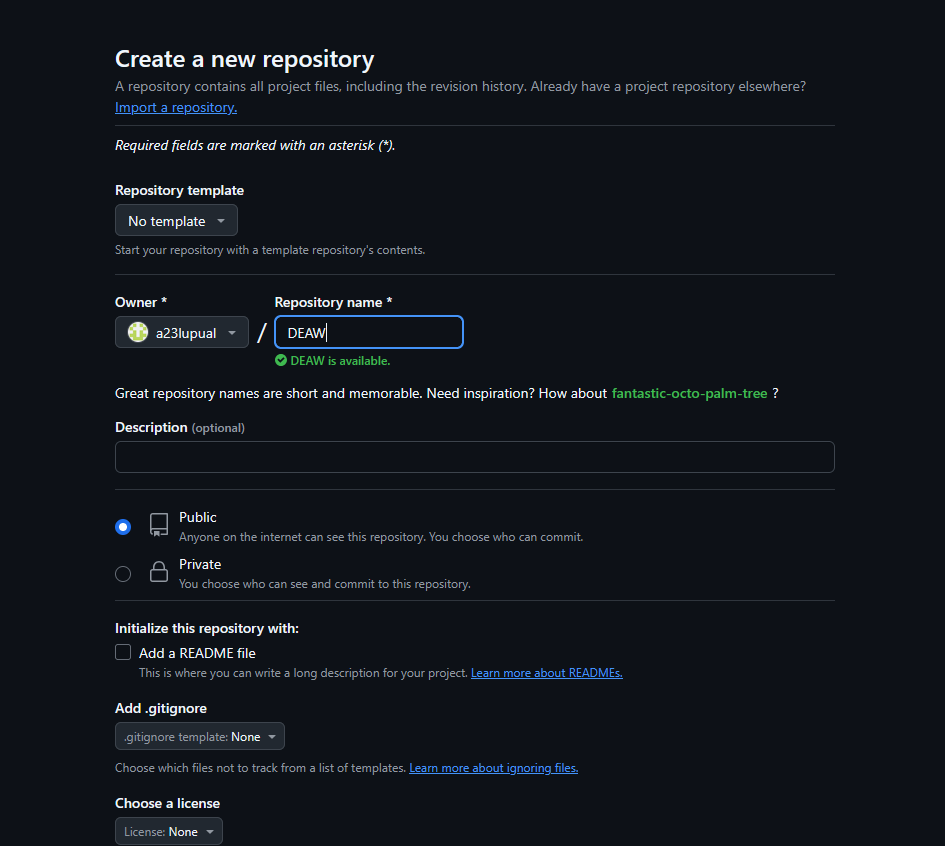 Create a new repository
A repository contains all project files, including the revision history. Already have a project repository elsewhere?
Import a repository.
Required fields are marked with an asterisk (*).
Repository template
No template
Start your repository with a template repository's contents.
Owner * Repository name *
a23lupual / DEAW
DEAW is available.
Great repository names are short and memorable. Need inspiration? How about fantastic-octo-palm-tree ?
Description (optional)
Public
Anyone on the internet can see this repository. You choose who can commit.
Private
You choose who can see and commit to this repository.
Initialize this repository with:
Add a README file
This is where you can write a long description for your project. Learn more about READMEs.
Add .gitignore
.gitignore template: None
Choose which files not to track from a list of templates. Learn more about ignoring files.
Choose a license
License: None